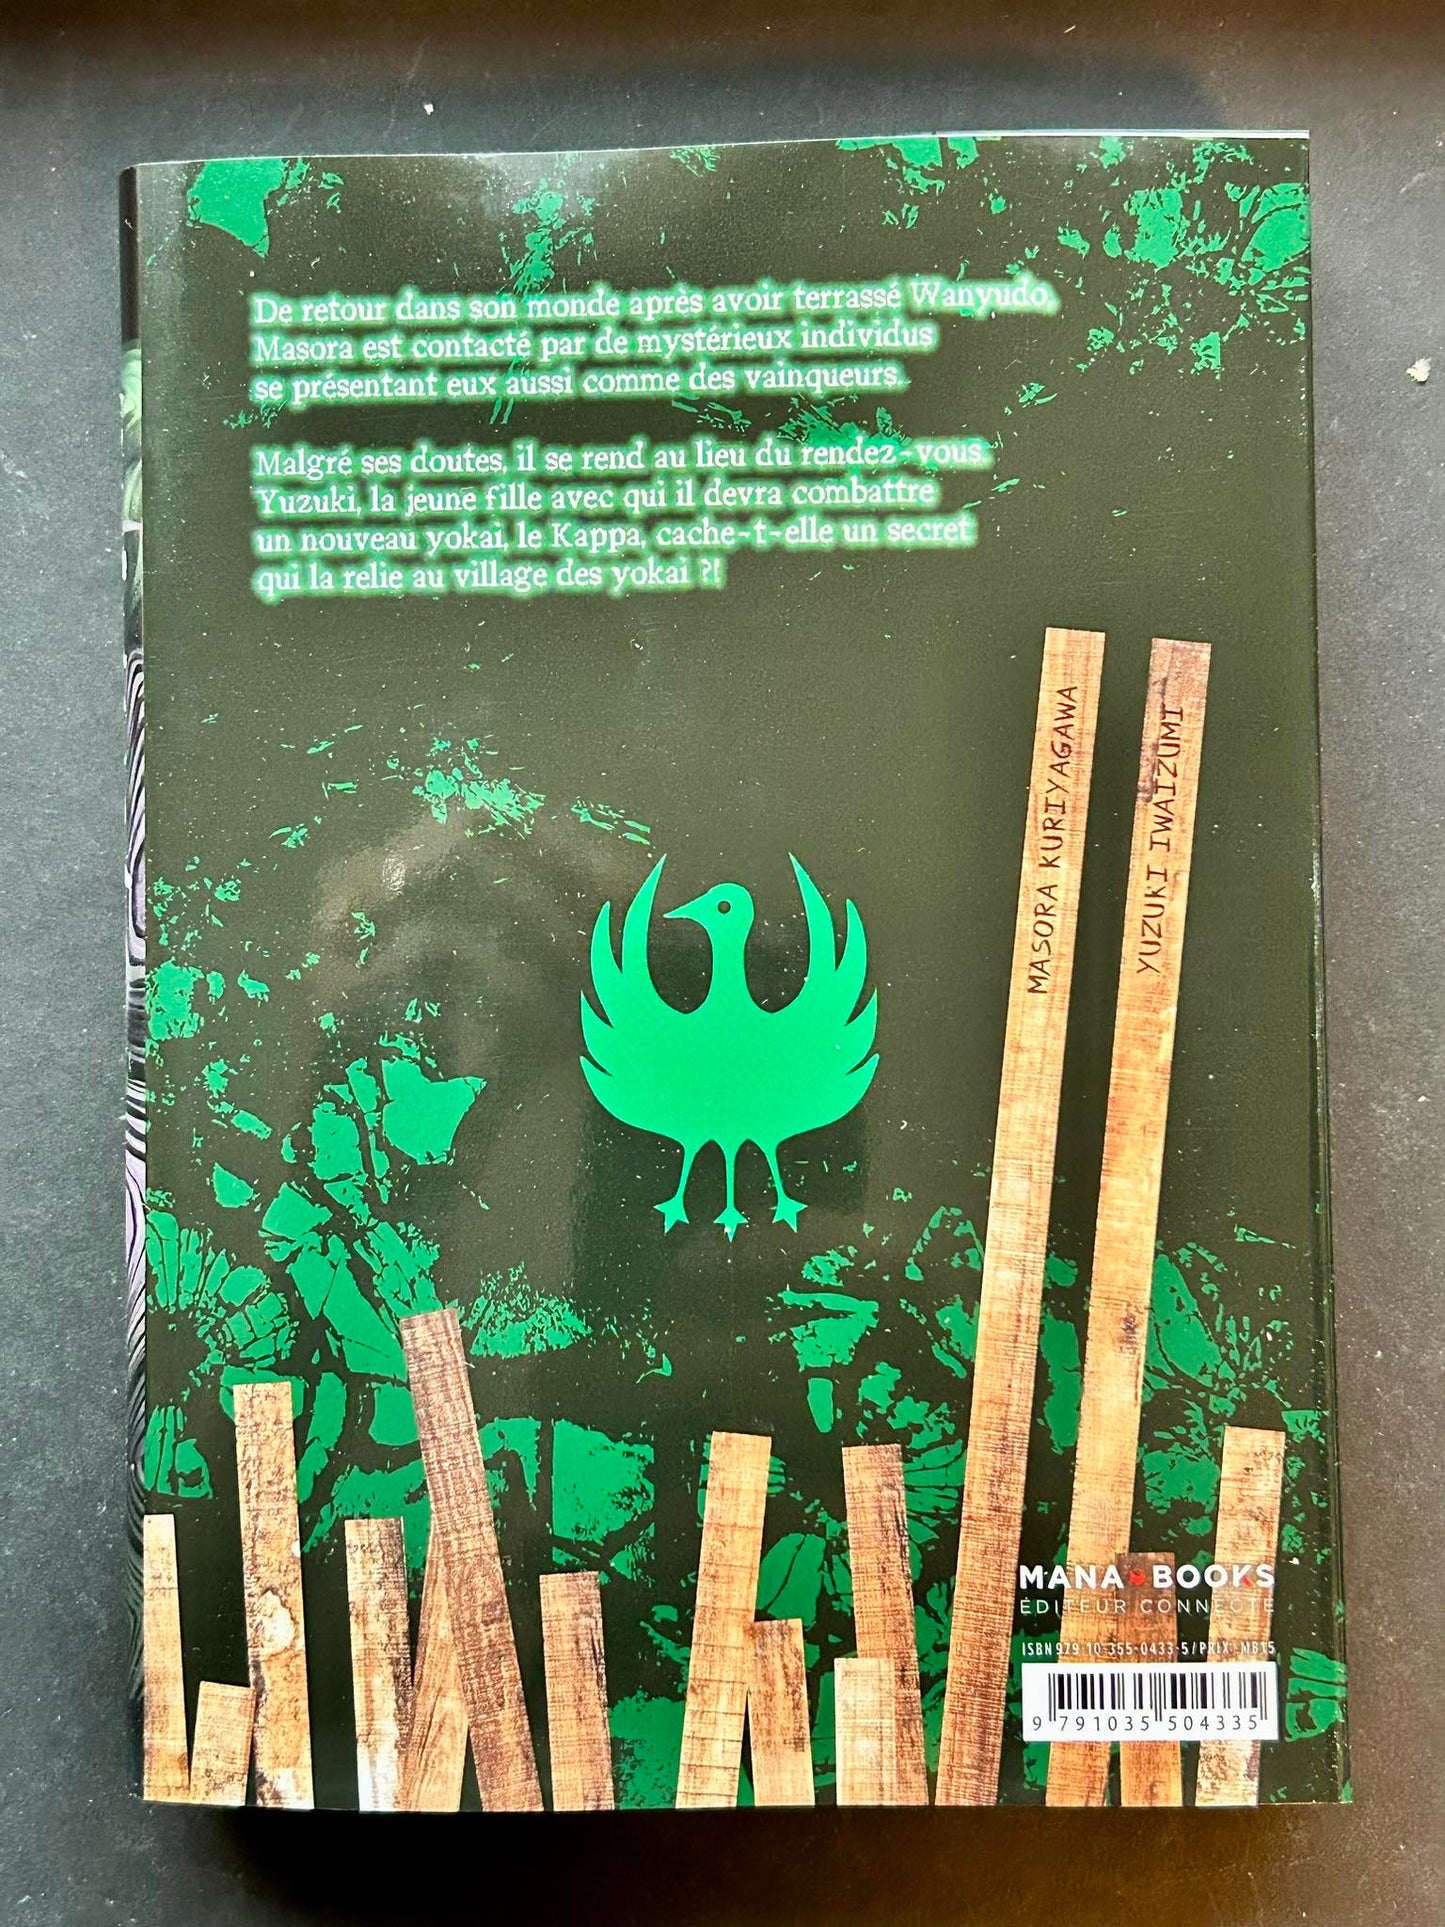 De retour dans son monde après avoir terrassé Wanyudo,
Masora est contacté par de mystérieux individus
se présentant eux aussi comme des vainqueurs.
Malgré ses doutes, il se rend au lieu du rendez-vous.
Yuzuki, la jeune fille avec qui il devra combattre
un nouveau yokai, le Kappa, cache-t-elle un secret
qui la relie au village des yokai ?!
MASORA KURIYAGAWA
YUZUKI IWAIZUMI
MANA BOOKS
ÉDITEUR CONNECTÉ
ISBN 979-10-355-0433-5/PRIX : MB15
9 791035 504335